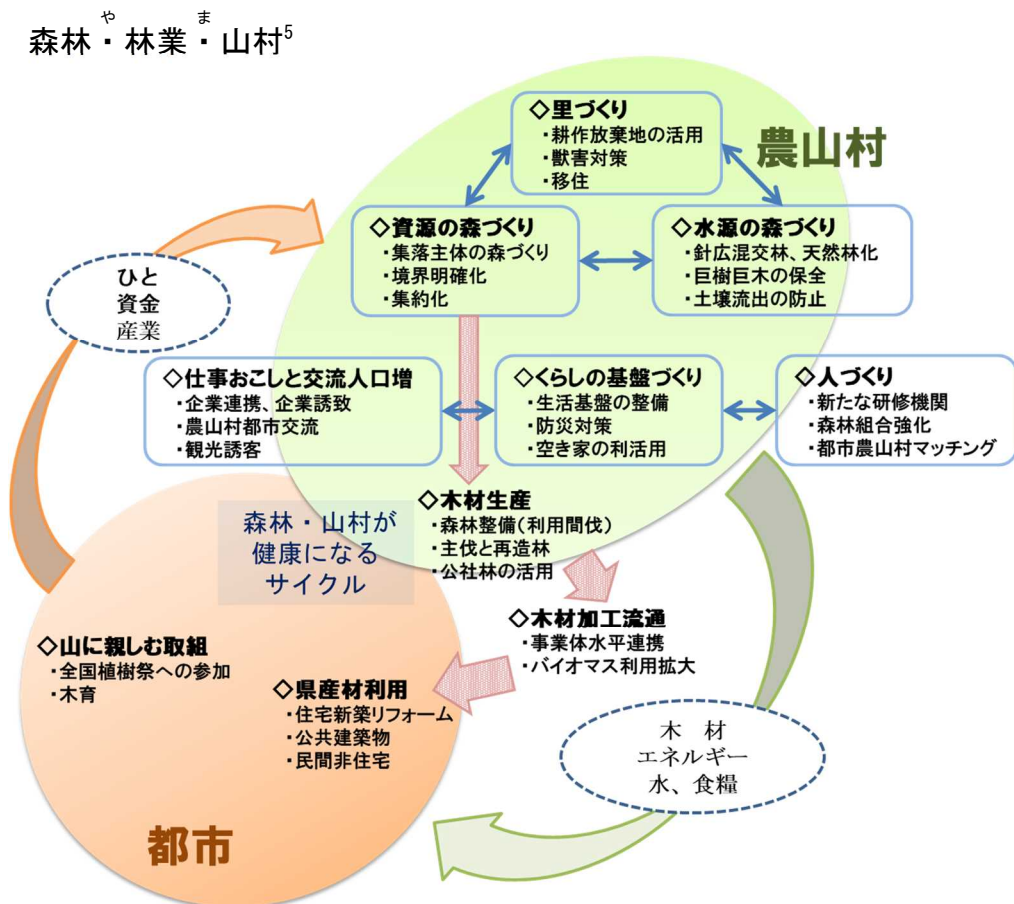 や ま
森林・林業・山村5
農山村
◇里づくり
・耕作放棄地の活用
・獣害対策
・移住
◇資源の森づくり
・集落主体の森づくり
・境界明確化
・集約化
◇水源の森づくり
・針広混交林、天然林化
・巨樹巨木の保全
・土壌流出の防止
ひと
資金
産業
◇仕事おこしと交流人口増
・企業連携、企業誘致
・農山村都市交流
・観光誘客
◇くらしの基盤づくり
・生活基盤の整備
・防災対策
・空き家の利活用
◇人づくり
・新たな研修機関
・森林組合強化
・都市農山村マッチング
◇木材生産
・森林整備(利用間伐)
・主伐と再造林
・公社林の活用
森林・山村が
健康になる
サイクル
◇木材加工流通
・事業体水平連携
・バイオマス利用拡大
◇山に親しむ取組
・全国植樹祭への参加
・木育
◇県産材利用
・住宅新築リフォーム
・公共建築物
・民間非住宅
木 材
エネルギー
水、食糧
都市